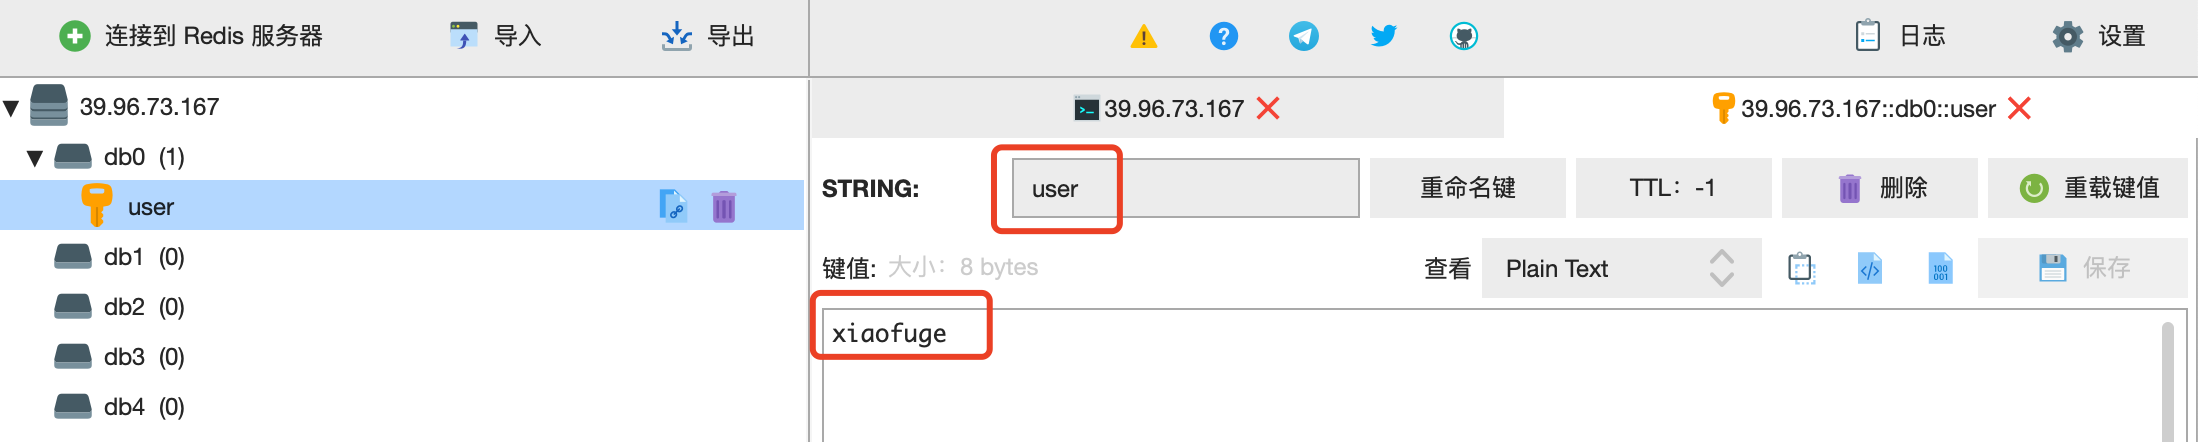 连接到 Redis 服务器 导入 导出 日志 设置
39.96.73.167
db0 (1)
user
db1 (0)
db2 (0)
db3 (0)
db4 (0)
39.96.73.167 39.96.73.167::db0::user
STRING: user 重命名键 TTL: -1 删除 重载键值
键值: 大小: 8 bytes 查看 Plain Text 保存
xiaofuge